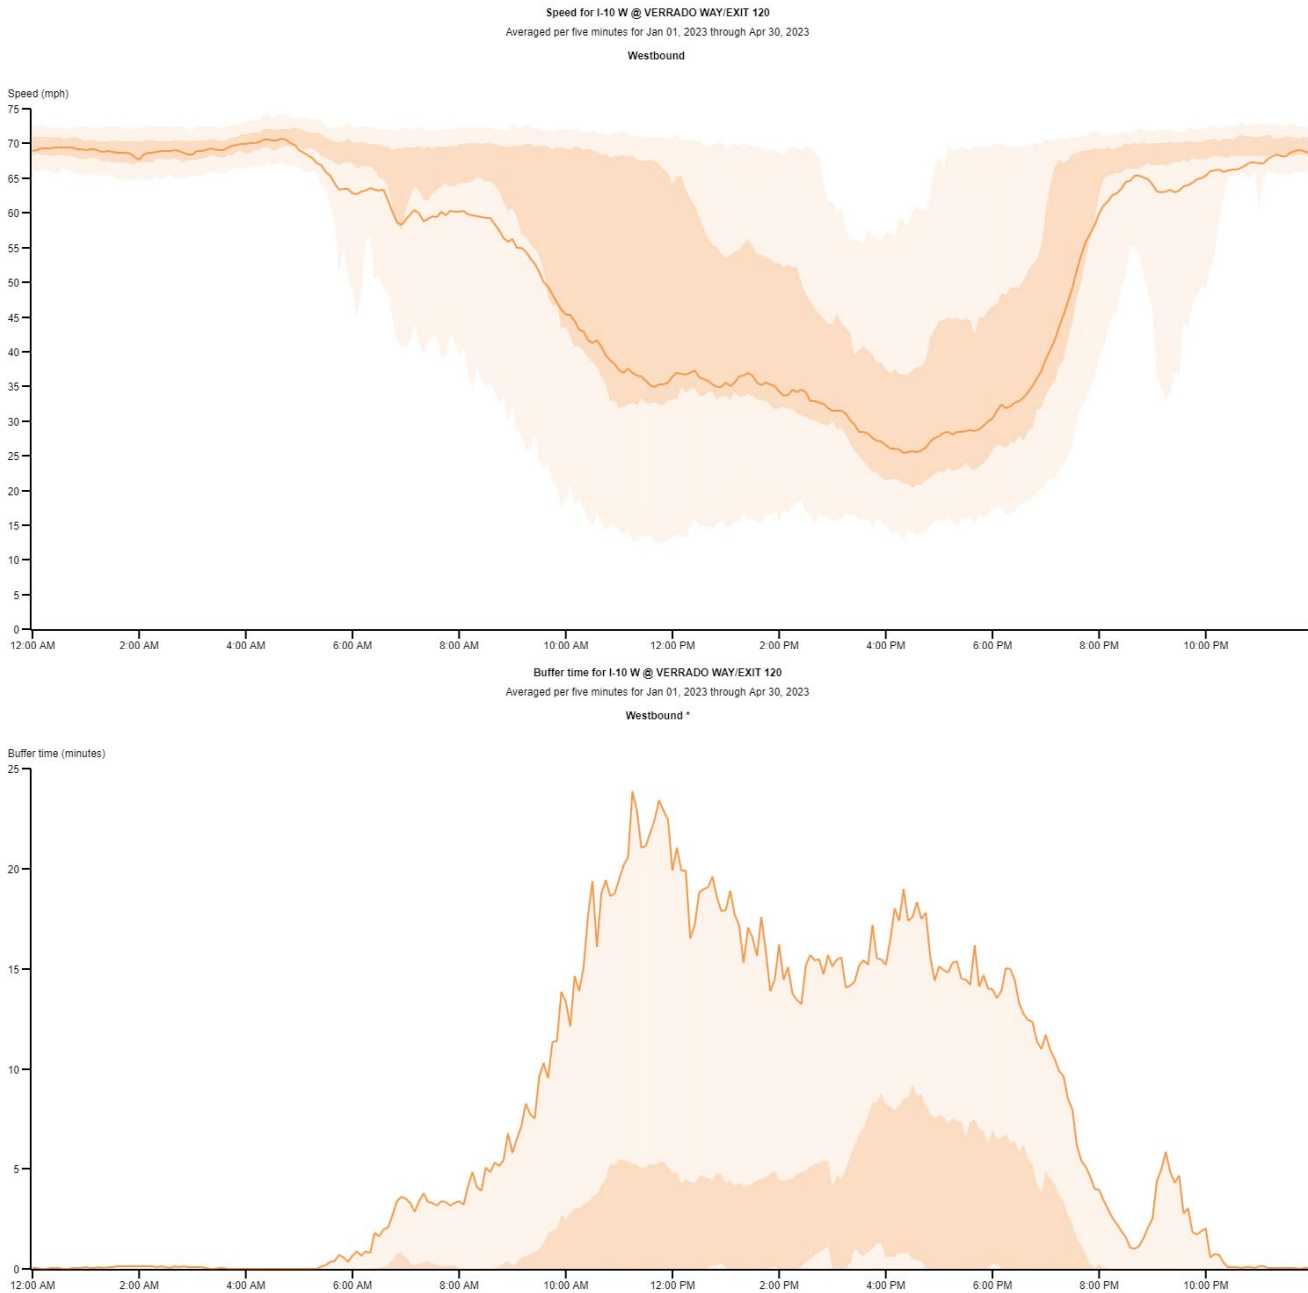 Speed for I-10 W @ VERRADO WAY/EXIT 120
Averaged per five minutes for Jan 01, 2023 through Apr 30, 2023
Westbound
Speed (mph)
75
70
65
60
55
50
45
40
35
30
25
20
15
10
5
0
12:00 AM 2:00 AM 4:00 AM 6:00 AM 8:00 AM 10:00 AM 12:00 PM 2:00 PM 4:00 PM 6:00 PM 8:00 PM 10:00 PM
Buffer time for I-10 W @ VERRADO WAY/EXIT 120
Averaged per five minutes for Jan 01, 2023 through Apr 30, 2023
Westbound *
Buffer time (minutes)
25
20
15
10
5
0
12:00 AM 2:00 AM 4:00 AM 6:00 AM 8:00 AM 10:00 AM 12:00 PM 2:00 PM 4:00 PM 6:00 PM 8:00 PM 10:00 PM